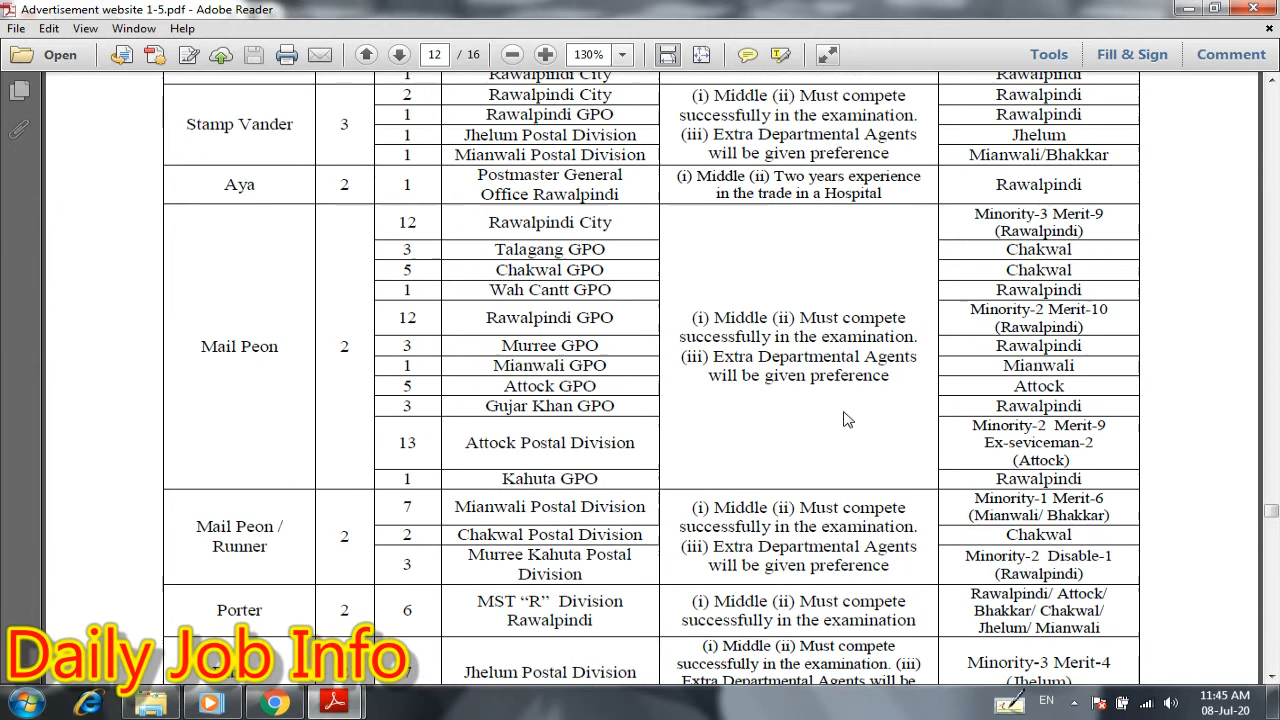 Advertisement website 1-5.pdf - Adobe Reader
File Edit View Window Help
Open 12 / 16 130% Tools Fill & Sign Comment
1 Rawalpindi City Rawalpindi
Stamp Vander 3
2 Rawalpindi City Rawalpindi
1 Rawalpindi GPO Rawalpindi
1 Jhelum Postal Division Jhelum
1 Mianwali Postal Division Mianwali/Bhakkar
(i) Middle (ii) Must compete
successfully in the examination.
(iii) Extra Departmental Agents
will be given preference
Aya 2 1
Postmaster General
Office Rawalpindi
(i) Middle (ii) Two years experience
in the trade in a Hospital
Rawalpindi
Mail Peon 2
12 Rawalpindi City
Minority-3 Merit-9
(Rawalpindi)
3 Talagang GPO Chakwal
5 Chakwal GPO Chakwal
1 Wah Cantt GPO Rawalpindi
12 Rawalpindi GPO
Minority-2 Merit-10
(Rawalpindi)
3 Murree GPO Rawalpindi
1 Mianwali GPO Mianwali
5 Attock GPO Attock
3 Gujar Khan GPO Rawalpindi
13 Attock Postal Division
Minority-2 Merit-9
Ex-seviceman-2
(Attock)
1 Kahuta GPO Rawalpindi
(i) Middle (ii) Must compete
successfully in the examination.
(iii) Extra Departmental Agents
will be given preference
Mail Peon /
Runner
2
7 Mianwali Postal Division
Minority-1 Merit-6
(Mianwali/ Bhakkar)
2 Chakwal Postal Division Chakwal
3 Murree Kahuta Postal
Division
Minority-2 Disable-1
(Rawalpindi)
(i) Middle (ii) Must compete
successfully in the examination.
(iii) Extra Departmental Agents
will be given preference
Porter 2 6
MST “R” Division
Rawalpindi
(i) Middle (ii) Must compete
successfully in the examination
Rawalpindi/ Attock/
Bhakkar/ Chakwal/
Jhelum/ Mianwali
Jhelum Postal Division
(i) Middle (ii) Must compete
successfully in the examination. (iii)
Extra Departmental Agents will be
Minority-3 Merit-4
(Jhelum)
Daily Job Info
EN
11:45 AM
08-Jul-20